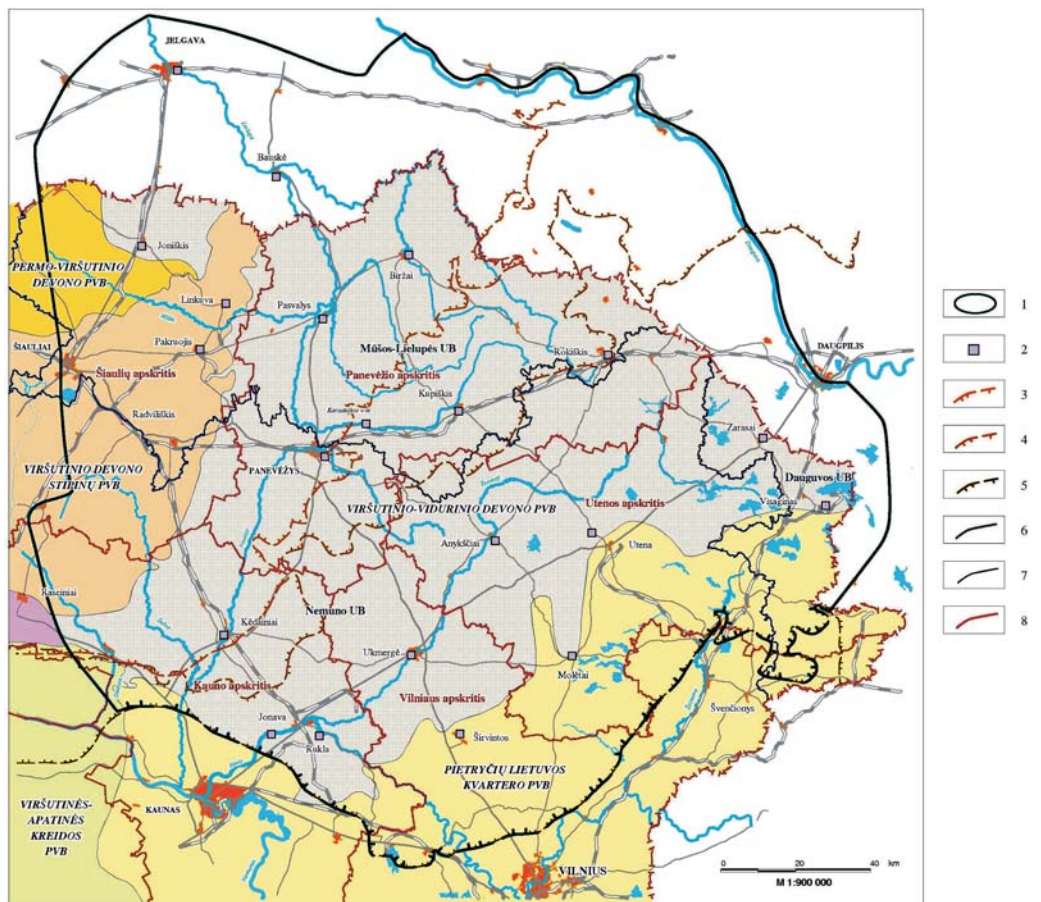 JELGAVA
Bauskė
Joniškis
PERMO-VIRŠUTINIO
DEVONO PVB
Linkuva
Biržai
Pasvalys
ŠIAULIAI
Pakruojis
Mūšos-Lielupės UB
Rokiškis
DAUGPILIS
Šiaulių apskritis
Panevėžio apskritis
Kupiškis
Radviliškis
Zarasai
PANEVĖŽYS
VIRŠUTINIO DEVONO
STIPINŲ PVB
Dauguvos UB
Visaginas
Utenos apskritis
VIRŠUTINIO-VIDURINIO DEVONO PVB
Anykščiai
Utena
Raseiniai
Nemuno UB
Kėdainiai
Ukmergė
Molėtai
Kauno apskritis
Vilniaus apskritis
Švenčionys
Jonava
Rukla
Širvintos
PIETRYČIŲ LIETUVOS
KVARTERO PVB
VIRŠUTINĖS-
APATINĖS
KREIDOS
PVB
KAUNAS
VILNIUS
0 20 40 km
M 1:900 000
1
2
3
4
5
6
7
8